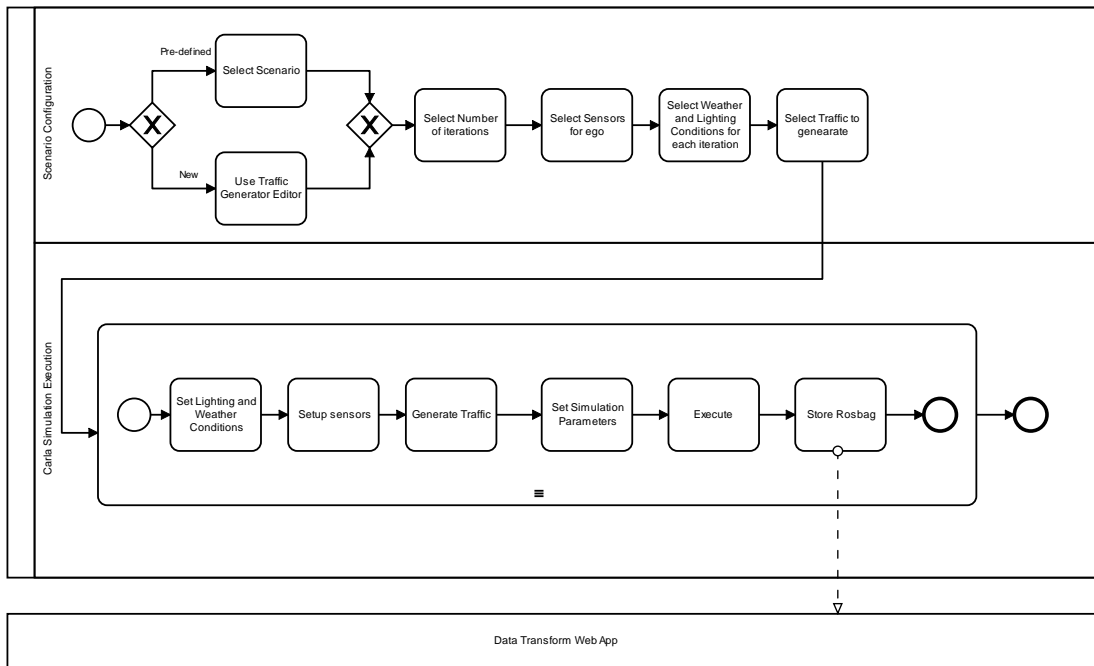 Scenario Configuration
Pre-defined
Select Scenario
New
Use Traffic
Generator Editor
Select Number
of iterations
Select Sensors
for ego
Select Weather
and Lighting
Conditions for
each iteration
Select Traffic to
genearate
Carla Simulation Execution
Set Lighting and
Weather
Conditions
Setup sensors
Generate Traffic
Set Simulation
Parameters
Execute
Store Rosbag
Data Transform Web App